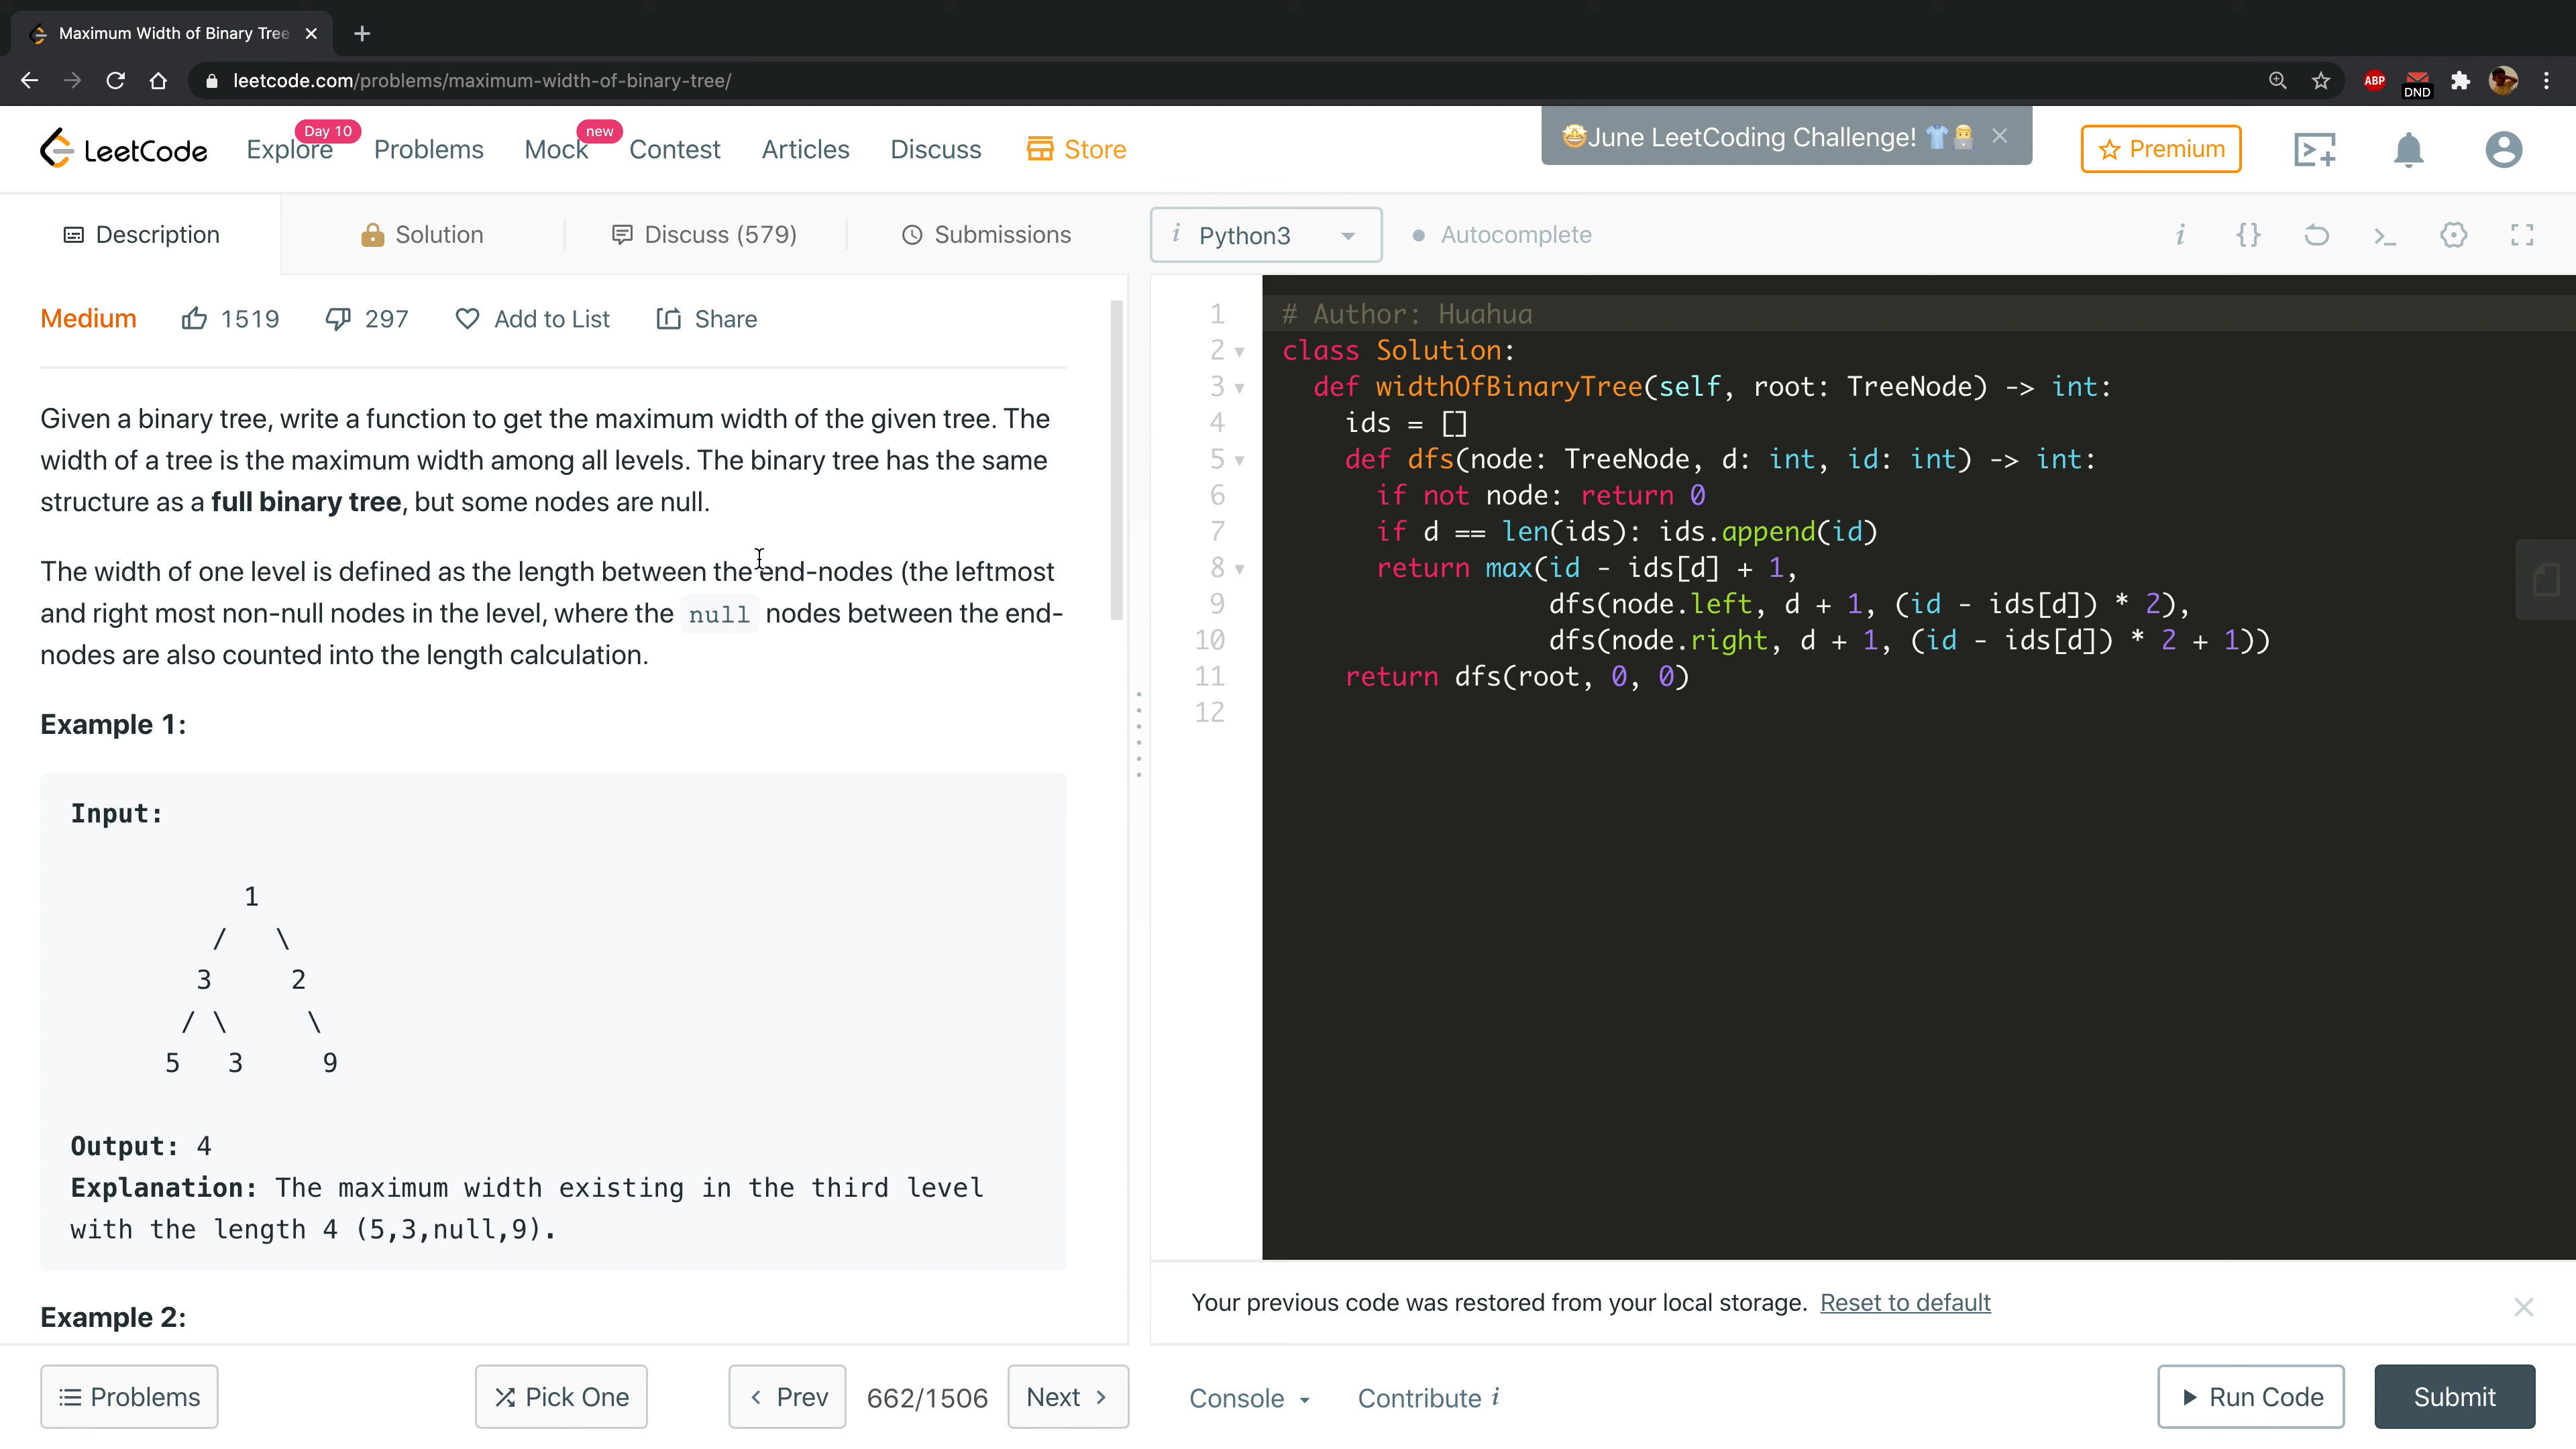 Maximum Width of Binary Tree
leetcode.com/problems/maximum-width-of-binary-tree/
ABP
DND
LeetCode
Explore
Day 10
Problems
Mock
new
Contest
Articles
Discuss
Store
🤩June LeetCoding Challenge! 👕
Premium
Description
Solution
Discuss (579)
Submissions
i Python3
Autocomplete
i {}
Medium 1519 297 Add to List Share
Given a binary tree, write a function to get the maximum width of the given tree. The
width of a tree is the maximum width among all levels. The binary tree has the same
structure as a full binary tree, but some nodes are null.
The width of one level is defined as the length between the end-nodes (the leftmost
and right most non-null nodes in the level, where the null nodes between the end-
nodes are also counted into the length calculation.
Example 1:
Input:
1
/ \
3 2
/ \ \
5 3 9
Output: 4
Explanation: The maximum width existing in the third level
with the length 4 (5,3,null,9).
Example 2:
1 # Author: Huahua
2 class Solution:
3 def widthOfBinaryTree(self, root: TreeNode) -> int:
4 ids = []
5 def dfs(node: TreeNode, d: int, id: int) -> int:
6 if not node: return 0
7 if d == len(ids): ids.append(id)
8 return max(id - ids[d] + 1,
9 dfs(node.left, d + 1, (id - ids[d]) * 2),
10 dfs(node.right, d + 1, (id - ids[d]) * 2 + 1))
11 return dfs(root, 0, 0)
12
Your previous code was restored from your local storage. Reset to default
Problems
Pick One
Prev
662/1506
Next
Console
Contribute i
Run Code
Submit